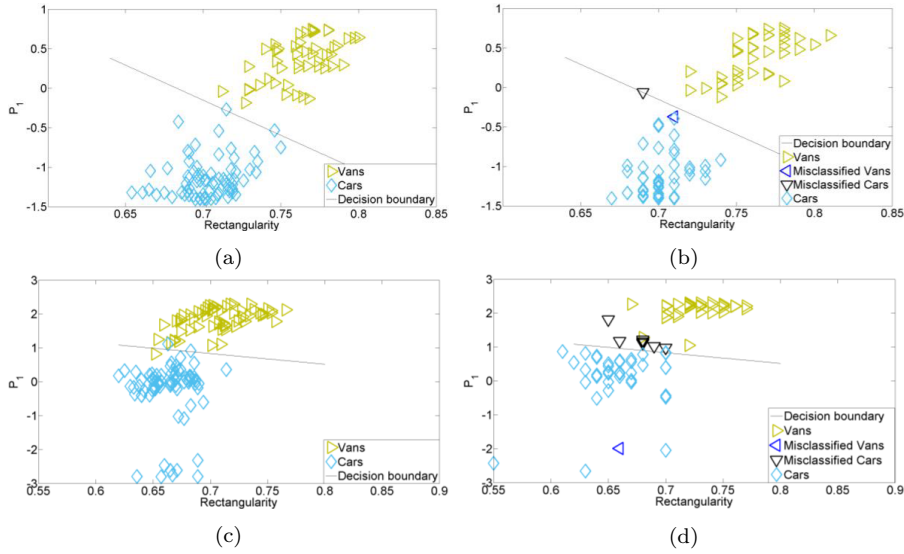 1
0.5
0
-0.5
-1
-1.5
P1
0.65 0.7 0.75 0.8 0.85
Rectangularity
Vans
Cars
Decision boundary
(a)
1
0.5
0
-0.5
-1
-1.5
P1
0.6 0.65 0.7 0.75 0.8 0.85
Rectangularity
Decision boundary
Vans
Misclassified Vans
Misclassified Cars
Cars
(b)
3
2
1
0
-1
-2
3
P1
0.55 0.6 0.65 0.7 0.75 0.8 0.85 0.9
Rectangularity
Vans
Cars
Decision boundary
(c)
3
2
1
0
-1
-2
3
P1
0.55 0.6 0.65 0.7 0.75 0.8 0.85 0.9
Rectangularity
Decision boundary
Vans
Misclassified Vans
Misclassified Cars
Cars
(d)